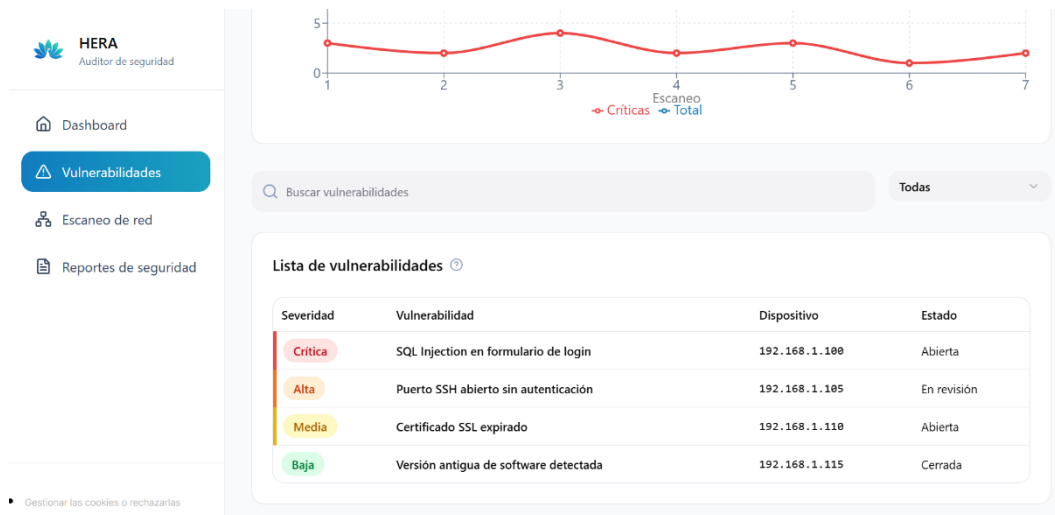 HERA
Auditor de seguridad
Dashboard
Vulnerabilidades
Escaneo de red
Reportes de seguridad
Gestionar las cookies o rechazarlas
5
0
1 2 3 4 5 6 7
Escaneo
Críticas Total
Buscar vulnerabilidades
Todas
Lista de vulnerabilidades
Severidad Vulnerabilidad Dispositivo Estado
Crítica SQL Injection en formulario de login 192.168.1.100 Abierta
Alta Puerto SSH abierto sin autenticación 192.168.1.105 En revisión
Media Certificado SSL expirado 192.168.1.110 Abierta
Baja Versión antigua de software detectada 192.168.1.115 Cerrada